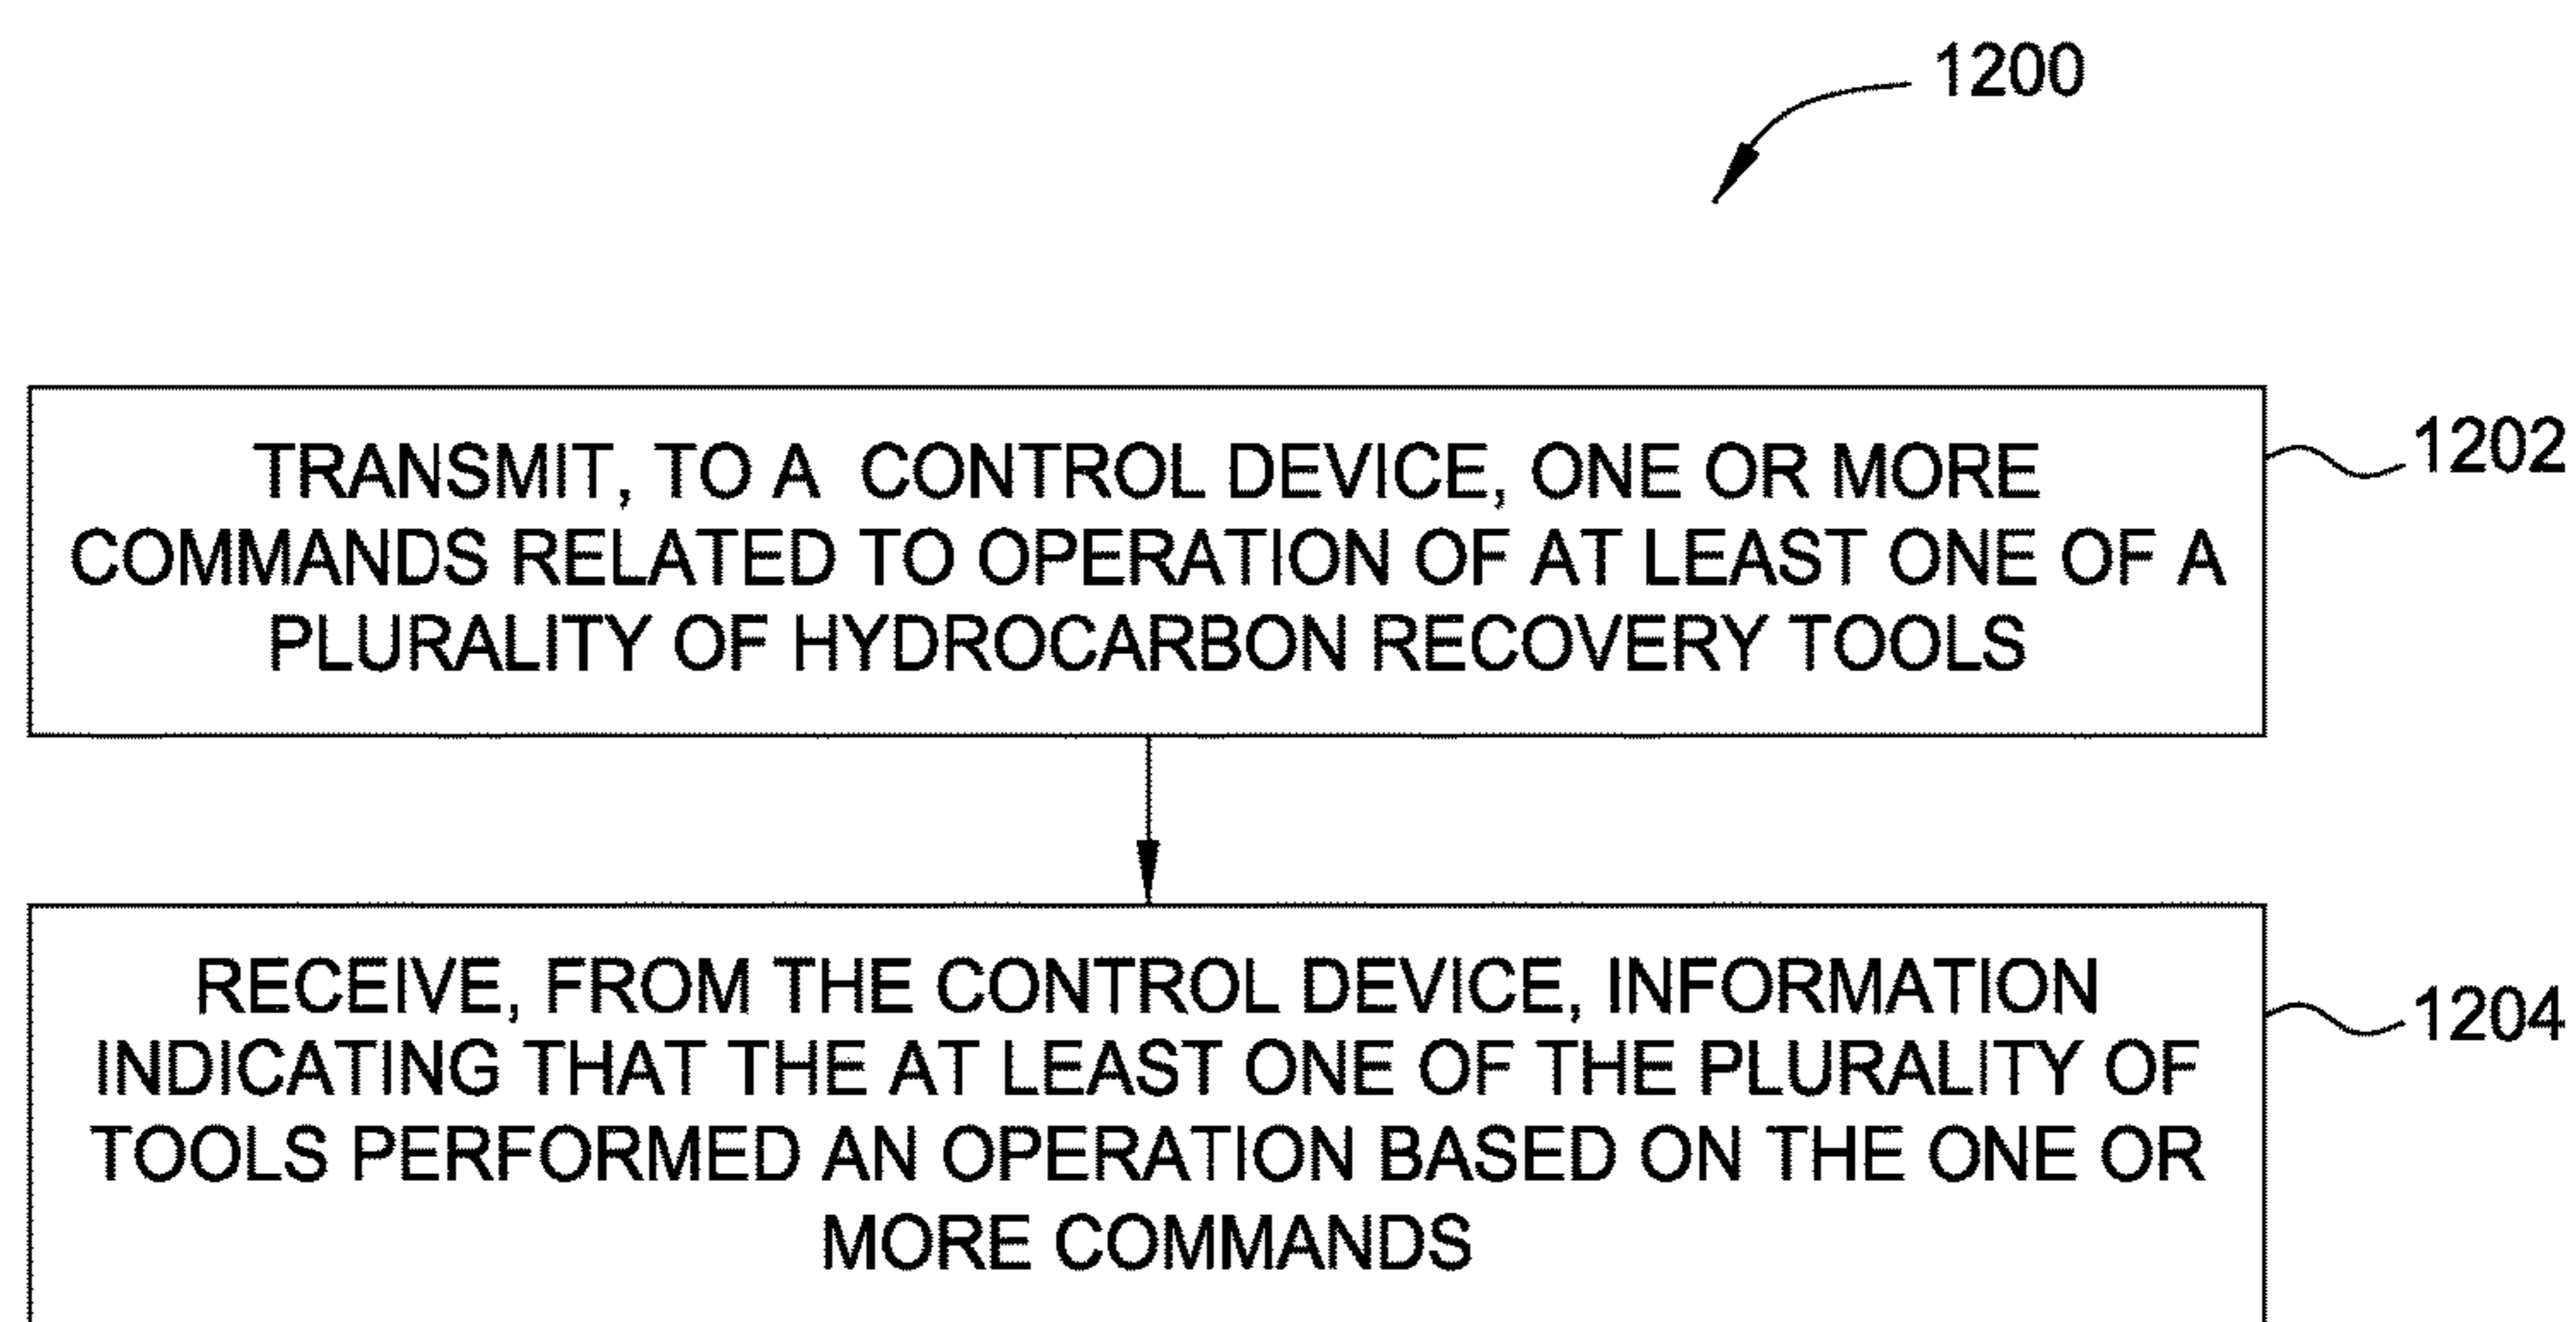 1200
TRANSMIT, TO A CONTROL DEVICE, ONE OR MORE
COMMANDS RELATED TO OPERATION OF AT LEAST ONE OF A
PLURALITY OF HYDROCARBON RECOVERY TOOLS
1202
RECEIVE, FROM THE CONTROL DEVICE, INFORMATION
INDICATING THAT THE AT LEAST ONE OF THE PLURALITY OF
TOOLS PERFORMED AN OPERATION BASED ON THE ONE OR
MORE COMMANDS
1204